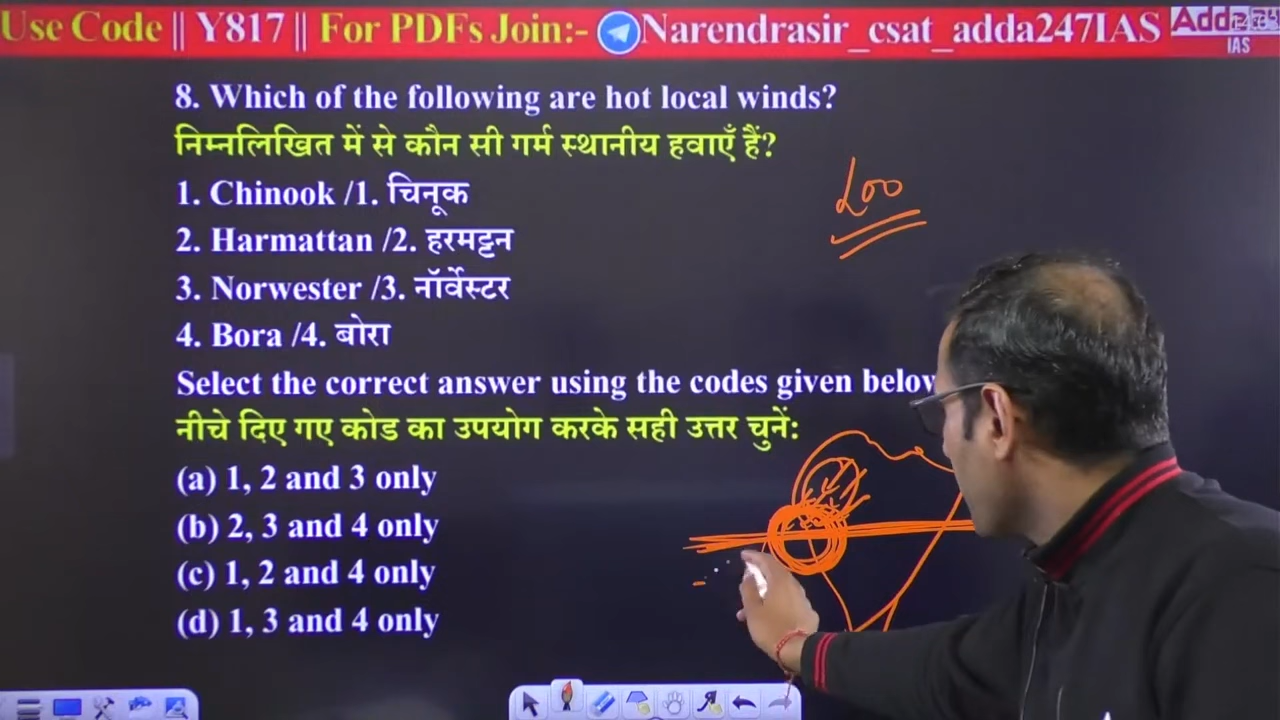 Use Code || Y817 || For PDFs Join:- Narendrasir_csat_adda247IAS
IAS
8. Which of the following are hot local winds?
निम्नलिखित में से कौन सी गर्म स्थानीय हवाएँ हैं?
Loo
1. Chinook /1. चिनूक
2. Harmattan /2. हरमट्टन
3. Norwester /3. नॉर्वेस्टर
4. Bora /4. बोरा
Select the correct answer using the codes given below
नीचे दिए गए कोड का उपयोग करके सही उत्तर चुनें:
(a) 1, 2 and 3 only
(b) 2, 3 and 4 only
(c) 1, 2 and 4 only
(d) 1, 3 and 4 only